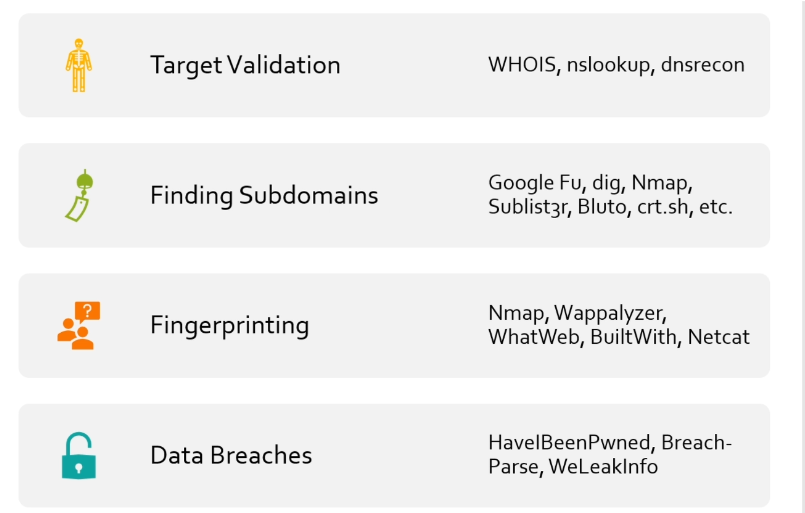 Target Validation
WHOIS, nslookup, dnsrecon
Finding Subdomains
Google Fu, dig, Nmap,
Sublist3r, Bluto, crt.sh, etc.
?
Fingerprinting
Nmap, Wappalyzer,
WhatWeb, BuiltWith, Netcat
Data Breaches
HaveIBeenPwned, Breach-
Parse, WeLeakInfo